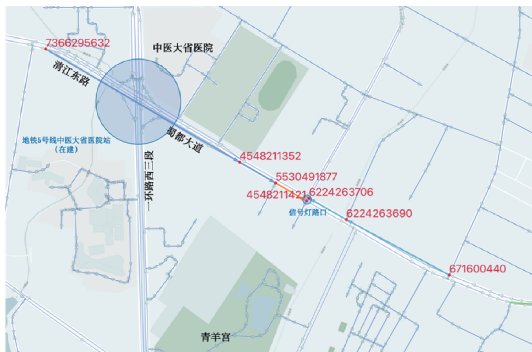 7366295632
中医大省医院
清江东路
蜀都大道
地铁5号线中医大省医院站
(在建)
一环路西三段
4548211352
5530491877
4548211421
6224263706
信号灯路口
6224263690
671600440
青羊宫